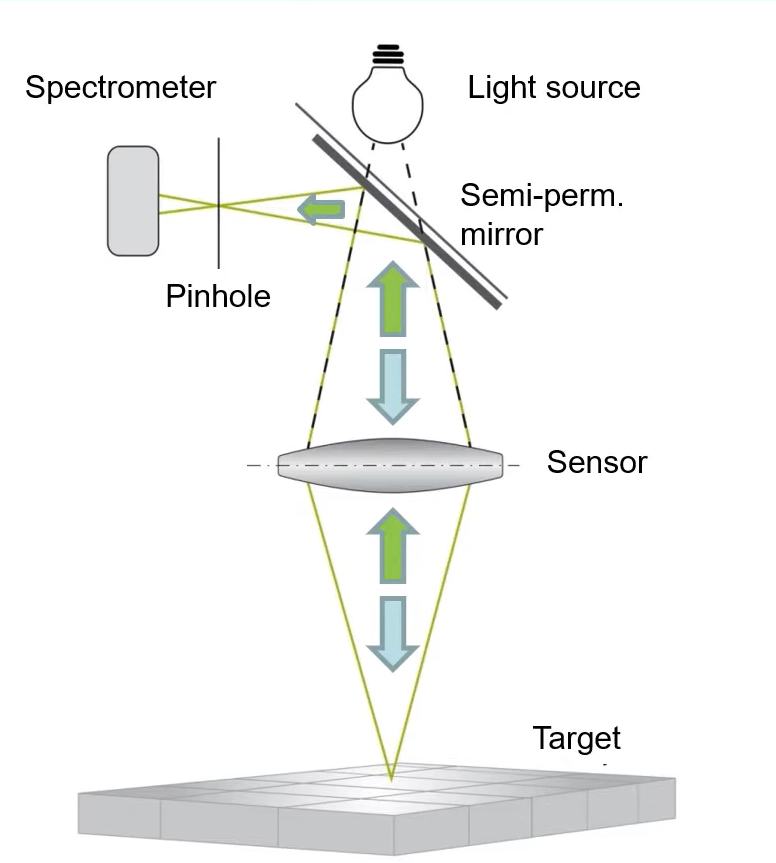 Spectrometer
Light source
Semi-perm.
mirror
Pinhole
Sensor
Target